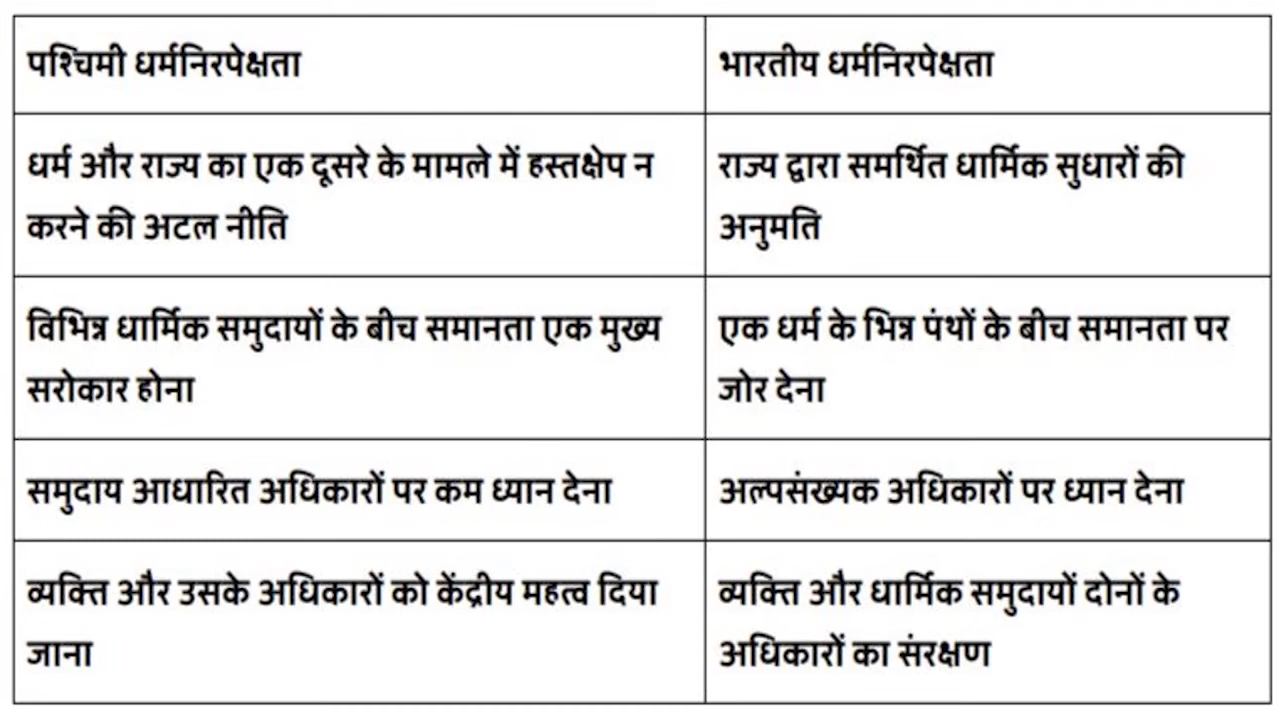 पश्चिमी धर्मनिरपेक्षता
भारतीय धर्मनिरपेक्षता
धर्म और राज्य का एक दूसरे के मामले में हस्तक्षेप न
करने की अटल नीति
राज्य द्वारा समर्थित धार्मिक सुधारों की
अनुमति
विभिन्न धार्मिक समुदायों के बीच समानता एक मुख्य
सरोकार होना
एक धर्म के भिन्न पंथों के बीच समानता पर
जोर देना
समुदाय आधारित अधिकारों पर कम ध्यान देना
अल्पसंख्यक अधिकारों पर ध्यान देना
व्यक्ति और उसके अधिकारों को केंद्रीय महत्व दिया
जाना
व्यक्ति और धार्मिक समुदायों दोनों के
अधिकारों का संरक्षण